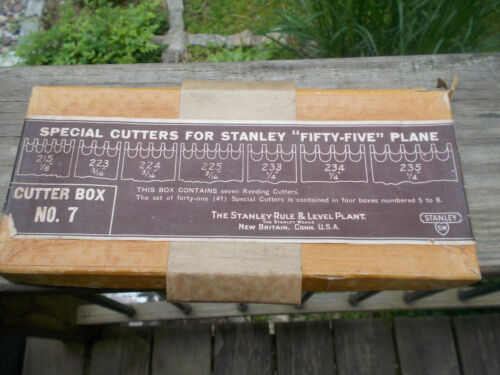 SPECIAL CUTTERS FOR STANLEY "FIFTY-FIVE" PLANE
215 223 224 225 233 234 235
1/8 3/16 3/16 3/16 1/4 1/4 1/4
CUTTER BOX
NO. 7
THIS BOX CONTAINS seven Reeding Cutters.
The set of forty-one (41) Special Cutters is contained in four boxes numbered 5 to 8.
THE STANLEY RULE & LEVEL PLANT.
THE STANLEY WORKS
NEW BRITAIN, CONN. U.S.A.
STANLEY
SW